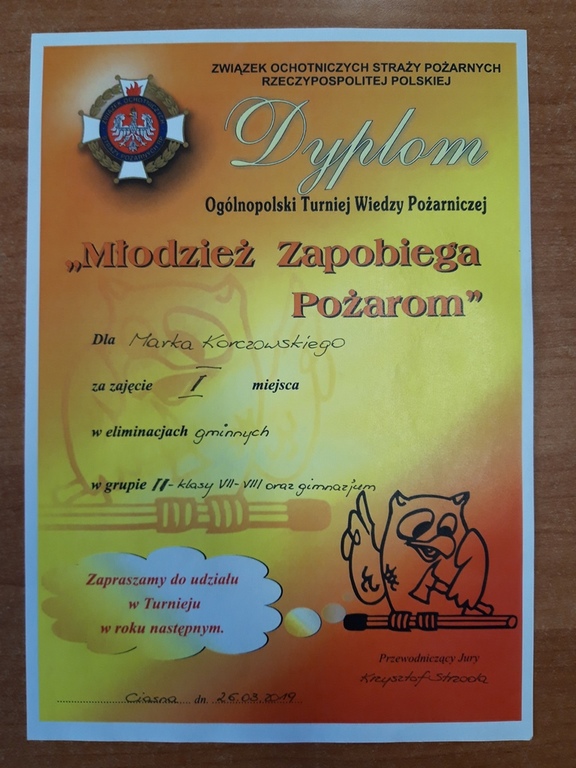 ZWIĄZEK OCHOTNICZYCH STRAŻY POŻARNYCH
RZECZYPOSPOLITEJ POLSKIEJ
Dyplom
Ogólnopolski Turniej Wiedzy Pożarniczej
„Młodzież Zapobiega
Pożarom”
Dla Marka Korczowskiego
za zajęcie I miejsca
w eliminacjach gminnych
w grupie II - klasy VII-VIII oraz gimnazjum
Zapraszamy do udziału
w Turnieju
w roku następnym.
Przewodniczący Jury
Krzysztof Strzoda
Ciasna dn. 26.03.2019